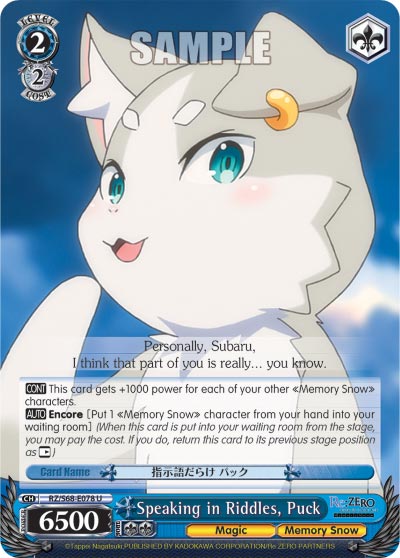 LEVEL
2
2
COST
SAMPLE
Personally, Subaru,
I think that part of you is really... you know.
CONT This card gets +1000 power for each of your other ≪Memory Snow≫
characters.
AUTO Encore [Put 1 ≪Memory Snow≫ character from your hand into your
waiting room] (When this card is put into your waiting room from the stage,
you may pay the cost. If you do, return this card to its previous stage position
as)
Card Name 指示語だらけ パック
CH RZ/S68-E078 U
POWER 6500
Speaking in Riddles, Puck
Re:ZERO
Magic Memory Snow
©Tappei Nagatsuki,PUBLISHED BY KADOKAWA CORPORATION/Re:ZERO PARTNERS